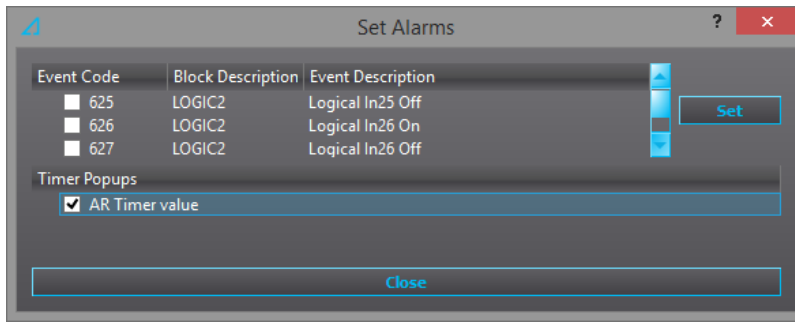 Set Alarms ?
Event Code Block Description Event Description
625 LOGIC2 Logical In25 Off
626 LOGIC2 Logical In26 On
627 LOGIC2 Logical In26 Off
Set
Timer Popups
AR Timer value
Close